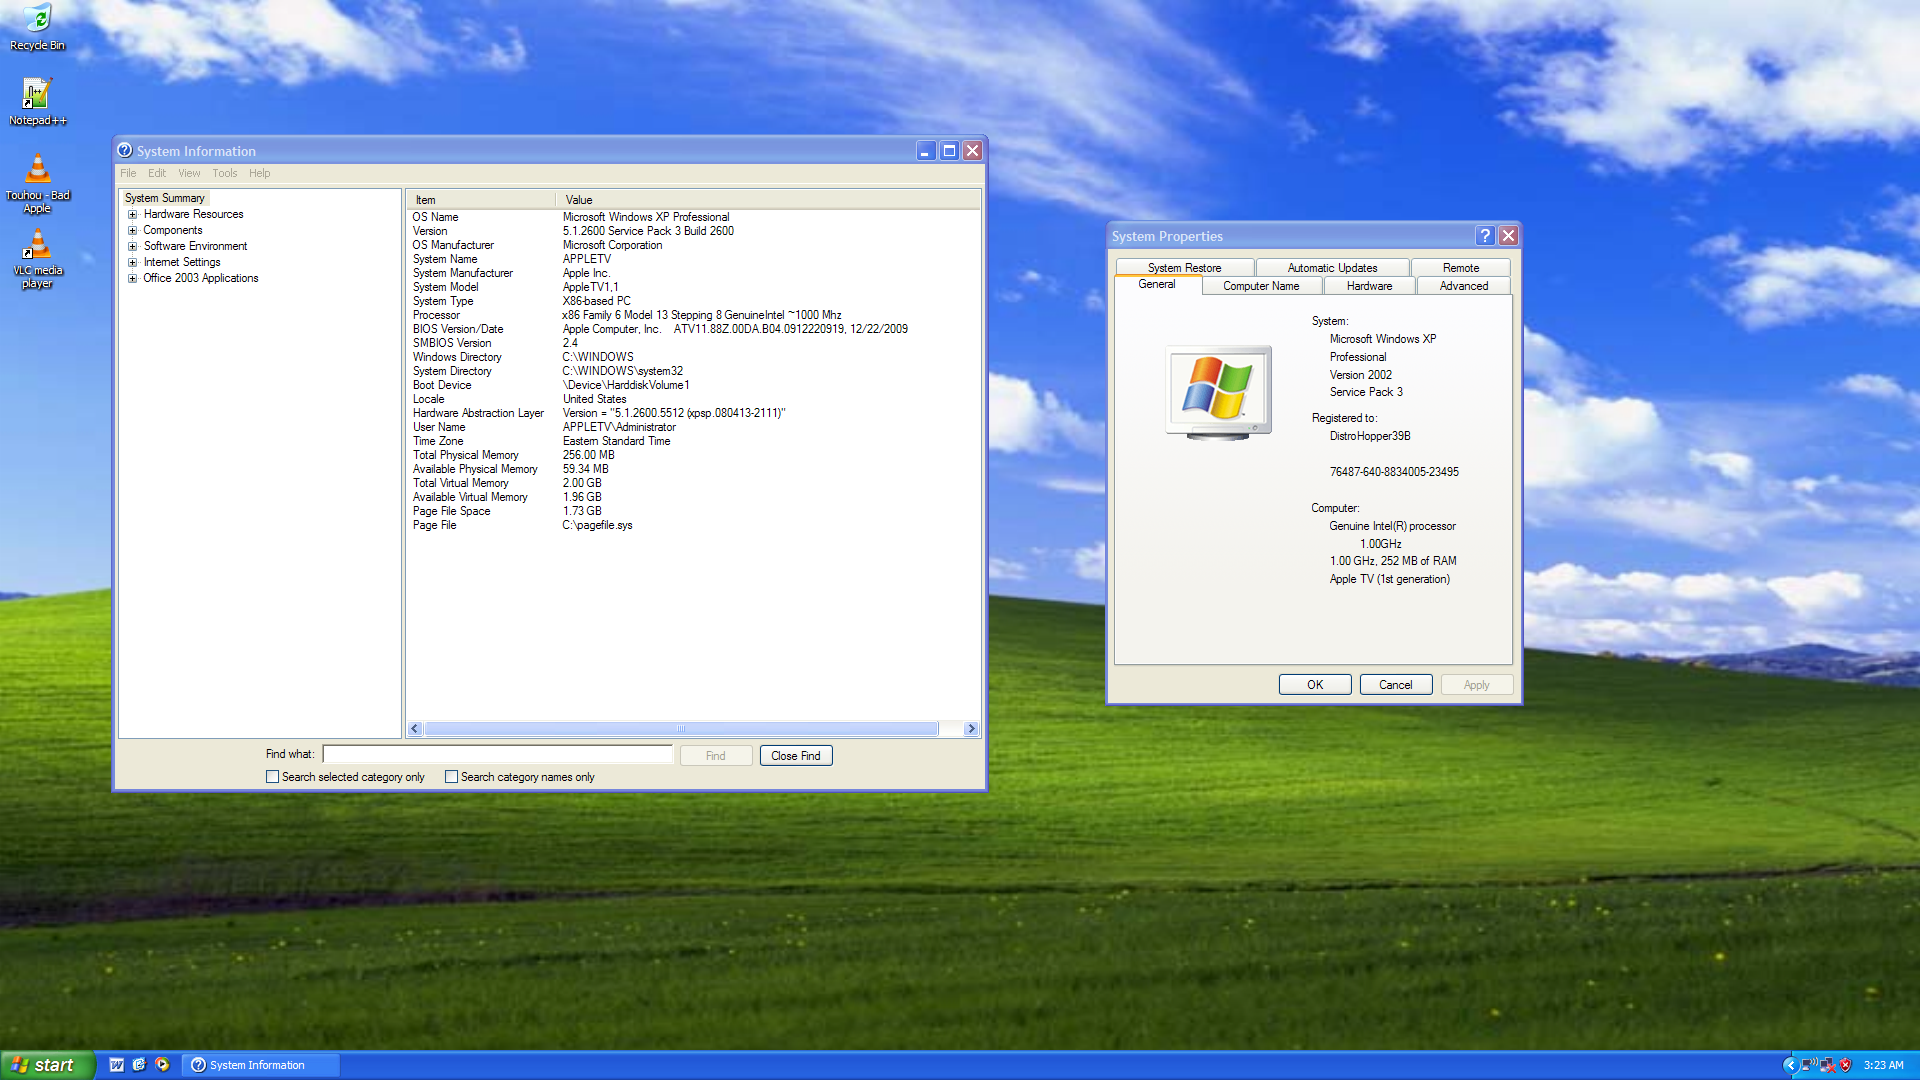 Recycle Bin
Notepad++
Touhou - Bad
Apple
VLC media
player
System Information
File Edit View Tools Help
System Summary
Hardware Resources
Components
Software Environment
Internet Settings
Office 2003 Applications
Item Value
OS Name Microsoft Windows XP Professional
Version 5.1.2600 Service Pack 3 Build 2600
OS Manufacturer Microsoft Corporation
System Name APPLETV
System Manufacturer Apple Inc.
System Model AppleTV1,1
System Type X86-based PC
Processor x86 Family 6 Model 13 Stepping 8 GenuineIntel ~1000 Mhz
BIOS Version/Date Apple Computer, Inc. ATV11.88Z.00DA.B04.0912220919, 12/22/2009
SMBIOS Version 2.4
Windows Directory C:\WINDOWS
System Directory C:\WINDOWS\system32
Boot Device \Device\HarddiskVolume1
Locale United States
Hardware Abstraction Layer Version = "5.1.2600.5512 (xpsp.080413-2111)"
User Name APPLETV\Administrator
Time Zone Eastern Standard Time
Total Physical Memory 256.00 MB
Available Physical Memory 59.34 MB
Total Virtual Memory 2.00 GB
Available Virtual Memory 1.96 GB
Page File Space 1.73 GB
Page File C:\pagefile.sys
Find what: Find Close Find
Search selected category only Search category names only
System Properties
System Restore Automatic Updates Remote
General Computer Name Hardware Advanced
System:
Microsoft Windows XP
Professional
Version 2002
Service Pack 3
Registered to:
DistroHopper39B
76487-640-8834005-23495
Computer:
Genuine Intel(R) processor
1.00GHz
1.00 GHz, 252 MB of RAM
Apple TV (1st generation)
OK Cancel Apply
start System Information 3:23 AM